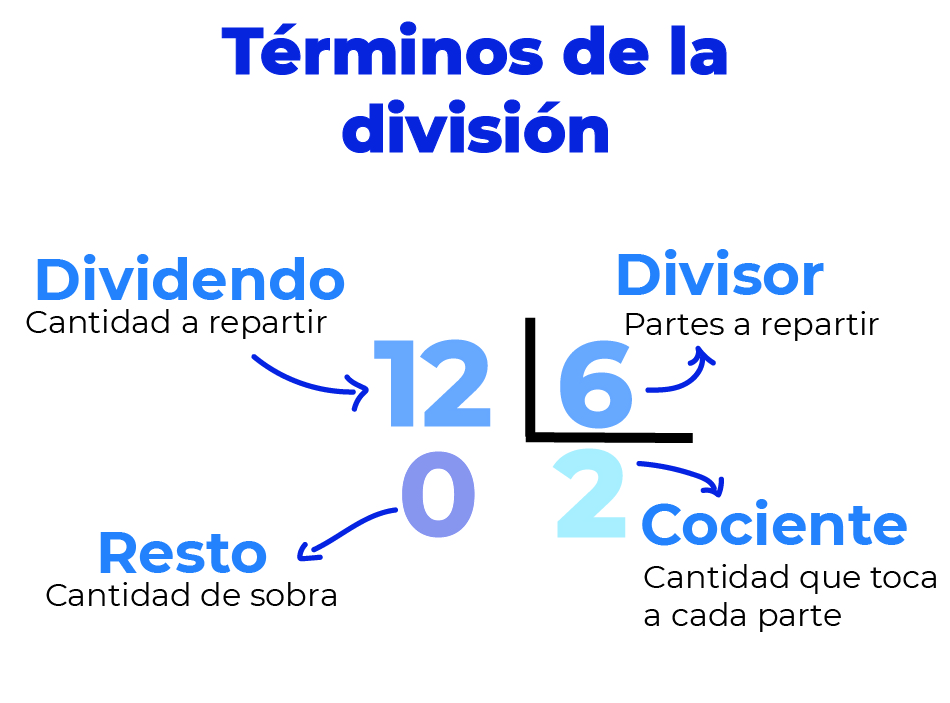 Términos de la
división
Dividendo
Cantidad a repartir
Divisor
Partes a repartir
12 6
0 2
Resto
Cantidad de sobra
Cociente
Cantidad que toca
a cada parte